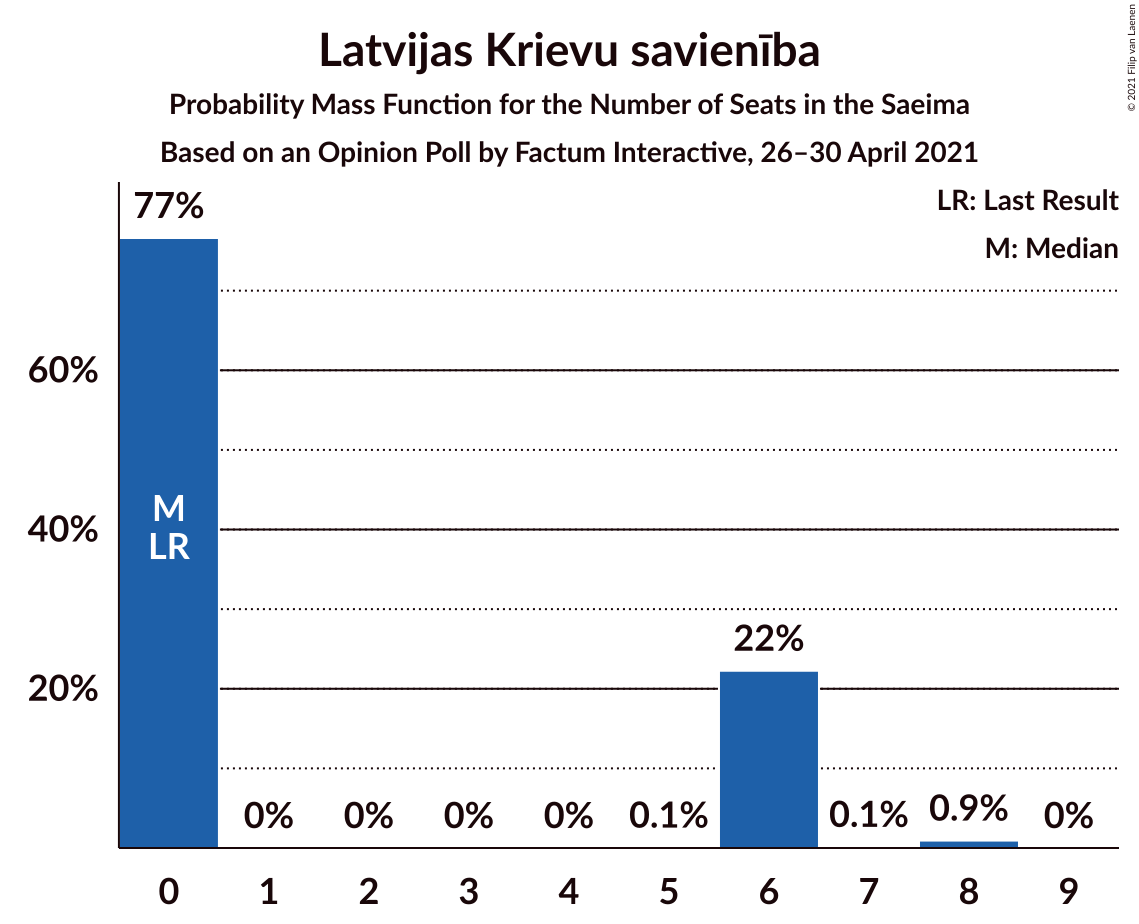 Latvijas Krievu savienība
Probability Mass Function for the Number of Seats in the Saeima
Based on an Opinion Poll by Factum Interactive, 26–30 April 2021
© 2021 Filip van Laenen
LR: Last Result
M: Median
77%
60%
40%
20%
M
LR
0% 0% 0% 0% 0.1% 22% 0.1% 0.9% 0%
0 1 2 3 4 5 6 7 8 9